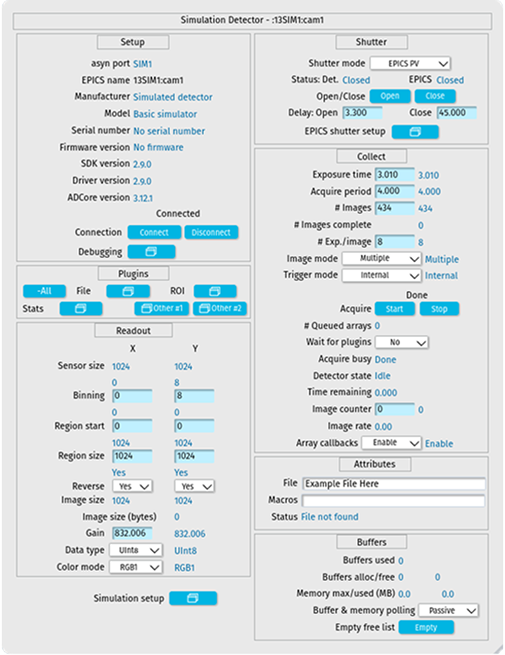 Simulation Detector - :13SIM1:cam1
Setup
asyn port SIM1
EPICS name 13SIM1:cam1
Manufacturer Simulated detector
Model Basic simulator
Serial number No serial number
Firmware version No firmware
SDK version 2.9.0
Driver version 2.9.0
ADCore version 3.12.1
Connected
Connection Connect Disconnect
Debugging
Plugins
-All File ROI
Stats Other #1 Other #2
Readout
X Y
Sensor size 1024 1024
0 8
Binning 0 8
0 0
Region start 0 0
1024 1024
Region size 1024 1024
Yes Yes
Reverse Yes Yes
Image size 1024 1024
Image size (bytes) 0
Gain 832.006 832.006
Data type UInt8 UInt8
Color mode RGB1 RGB1
Simulation setup
Shutter
Shutter mode EPICS PV
Status: Det. Closed EPICS Closed
Open/Close Open Close
Delay: Open 3.300 Close 45.000
EPICS shutter setup
Collect
Exposure time 3.010 3.010
Acquire period 4.000 4.000
# Images 434 434
# Images complete 0
# Exp./image 8 8
Image mode Multiple Multiple
Trigger mode Internal Internal
Done
Acquire Start Stop
# Queued arrays 0
Wait for plugins No
Acquire busy Done
Detector state Idle
Time remaining 0.000
Image counter 0 0
Image rate 0.00
Array callbacks Enable Enable
Attributes
File Example File Here
Macros
Status File not found
Buffers
Buffers used 0
Buffers alloc/free 0 0
Memory max/used (MB) 0.0 0.0
Buffer & memory polling Passive
Empty free list Empty